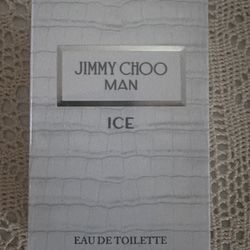 JIMMY CHOO
MAN
ICE
EAU DE TOILETTE